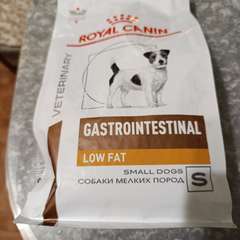 ROYAL CANIN
VETERINARY
GASTROINTESTINAL
LOW FAT
SMALL DOGS
СОБАКИ МЕЛКИХ ПОРОД
S